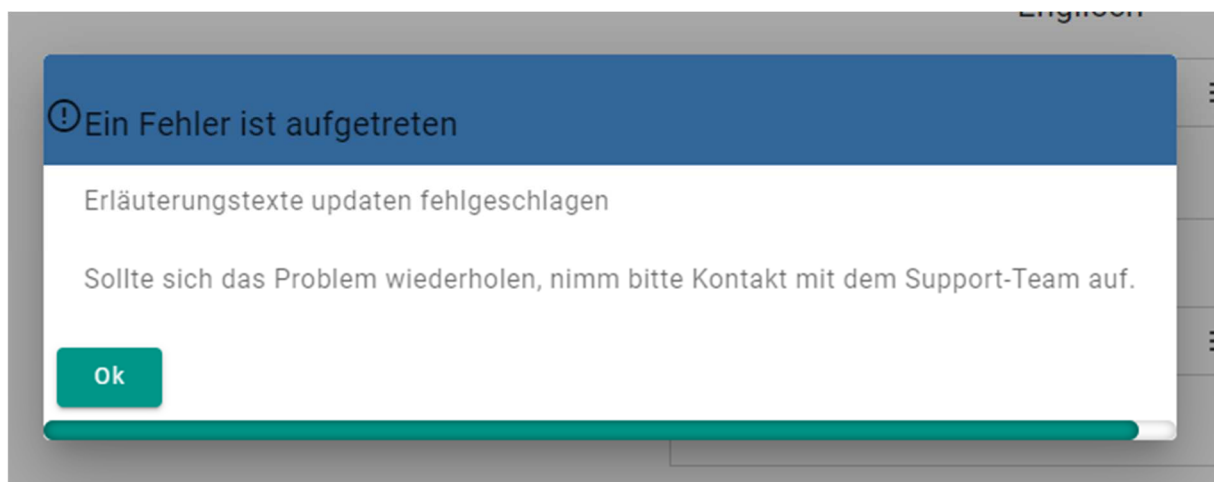 Englisch
Ein Fehler ist aufgetreten
Erläuterungstexte updaten fehlgeschlagen
Sollte sich das Problem wiederholen, nimm bitte Kontakt mit dem Support-Team auf.
Ok